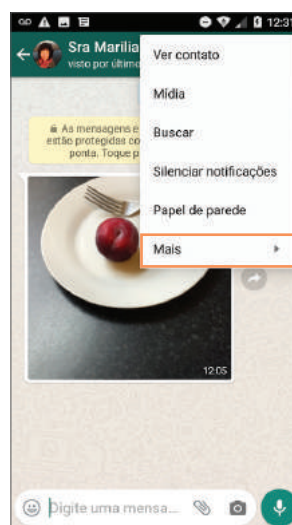 12:31
Sra Marilia
visto por último
Ver contato
Mídia
Buscar
Silenciar notificações
Papel de parede
Mais
As mensagens e
estão protegidas co
ponta. Toque p
12:05
Digite uma mensa...